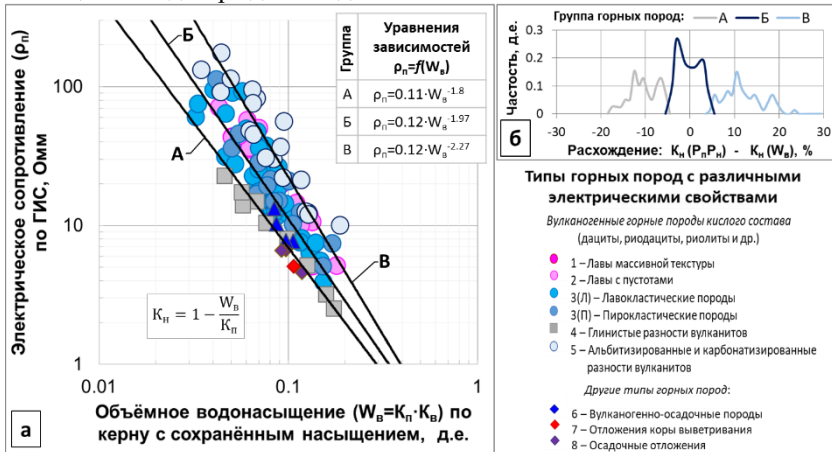 Электрическое сопротивление (ρп)
по ГИС, Омм
100
10
1
0.01
0.1
1
Б
А
В
Группа
Уравнения
зависимостей
ρп=f(Wв)
А ρп=0.11·Wв-1.8
Б ρп=0.12·Wв-1.97
В ρп=0.12·Wв-2.27
Кн = 1 − Wв/Кп
Объёмное водонасыщение (Wв=Кп·Кв) по
керну с сохранённым насыщением, д.е.
а
Группа горных пород: А Б В
Частость, д.е.
0.3
0.2
0.1
0
-30 -20 -10 0 10 20 30
Расхождение: Кн (РпРн) - Кн (Wв), %
б
Типы горных пород с различными
электрическими свойствами
Вулканогенные горные породы кислого состава
(дациты, риодациты, риолиты и др.)
1 – Лавы массивной текстуры
2 – Лавы с пустотами
3(Л) – Лавокластические породы
3(П) – Пирокластические породы
4 – Глинистые разности вулканитов
5 – Альбитизированные и карбонатизированные
разности вулканитов
Другие типы горных пород:
6 – Вулканогенно-осадочные породы
7 – Отложения коры выветривания
8 – Осадочные отложения